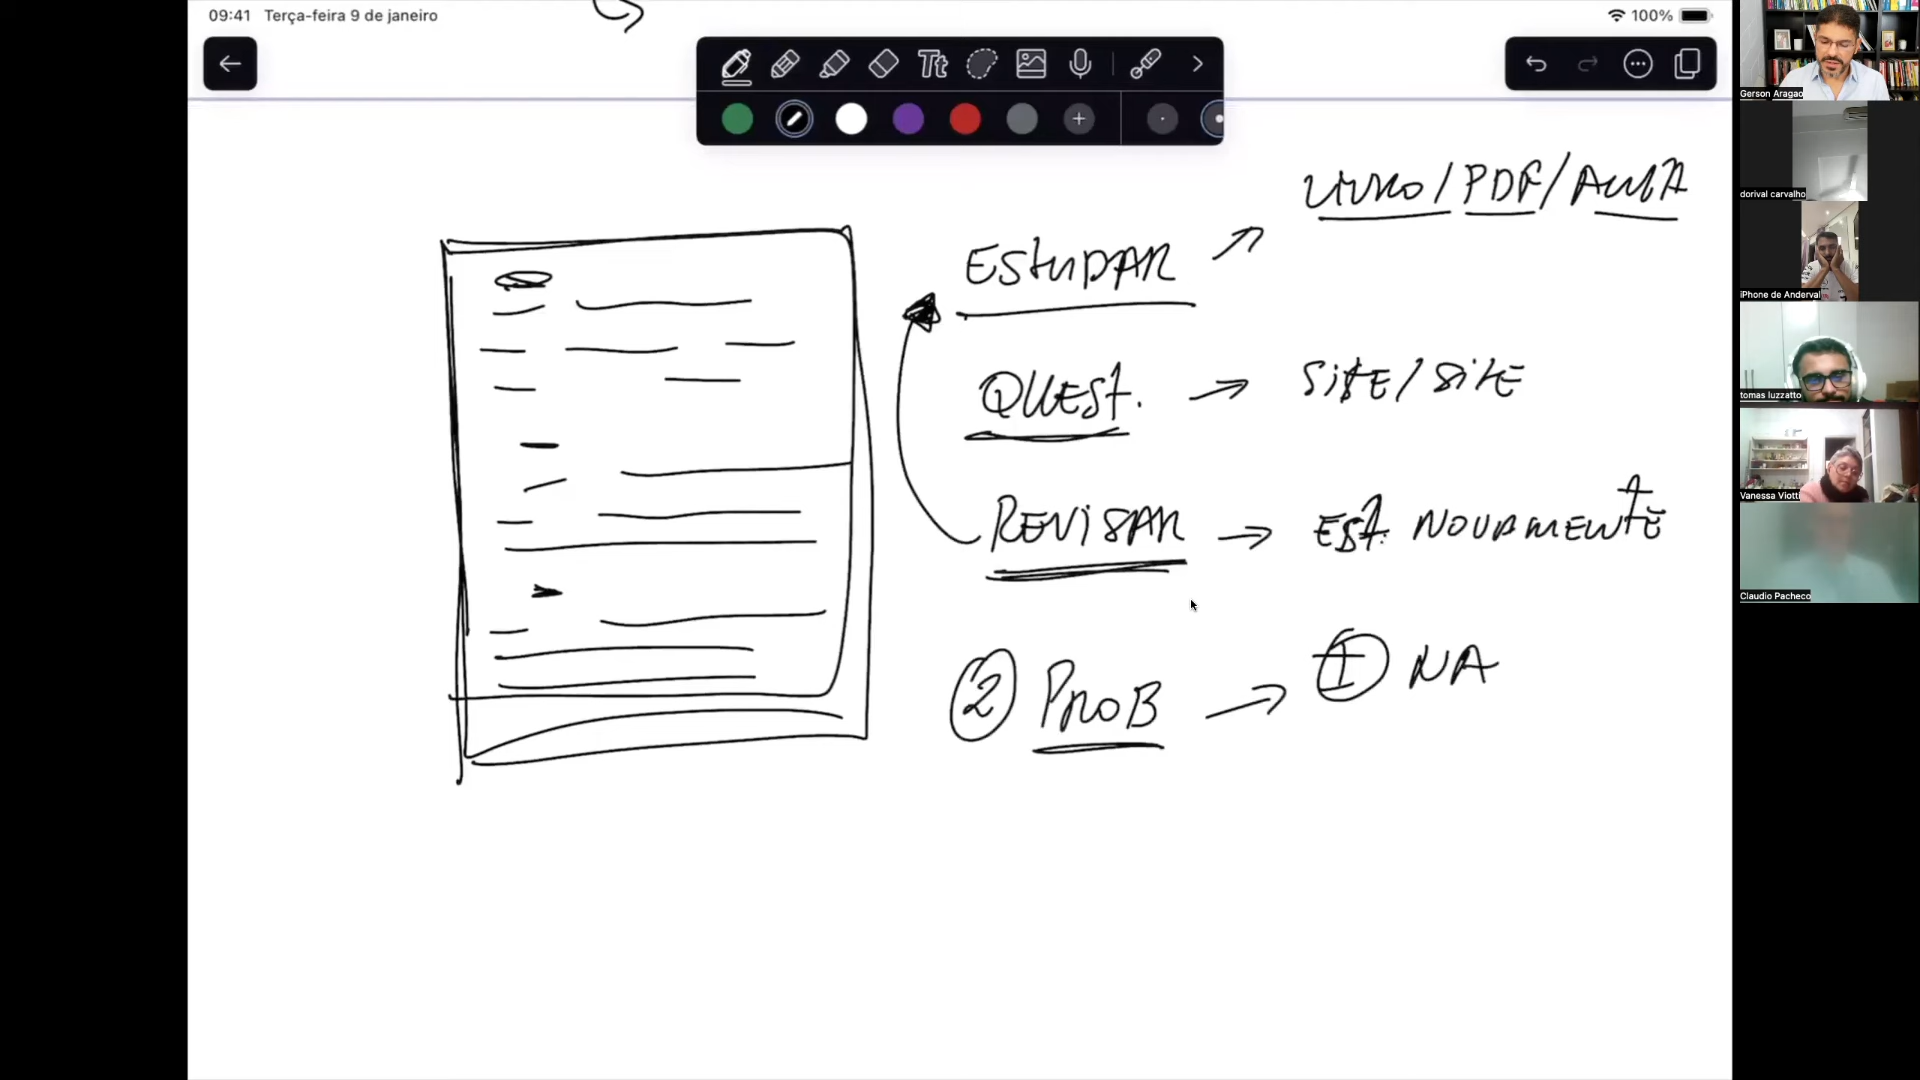 09:41 Terça-feira 9 de janeiro
100%
Tt
LIVRO / PDF / AULA
ESTUDAR
QUEST. → SITE / SITE
REVISAR → EST. NOVAMENTE
② PROB → Ⓘ NA
Gerson Aragao
dorival carvalho
iPhone de Anderval
tomas luzzatto
Vanessa Viotti
Claudio Pacheco